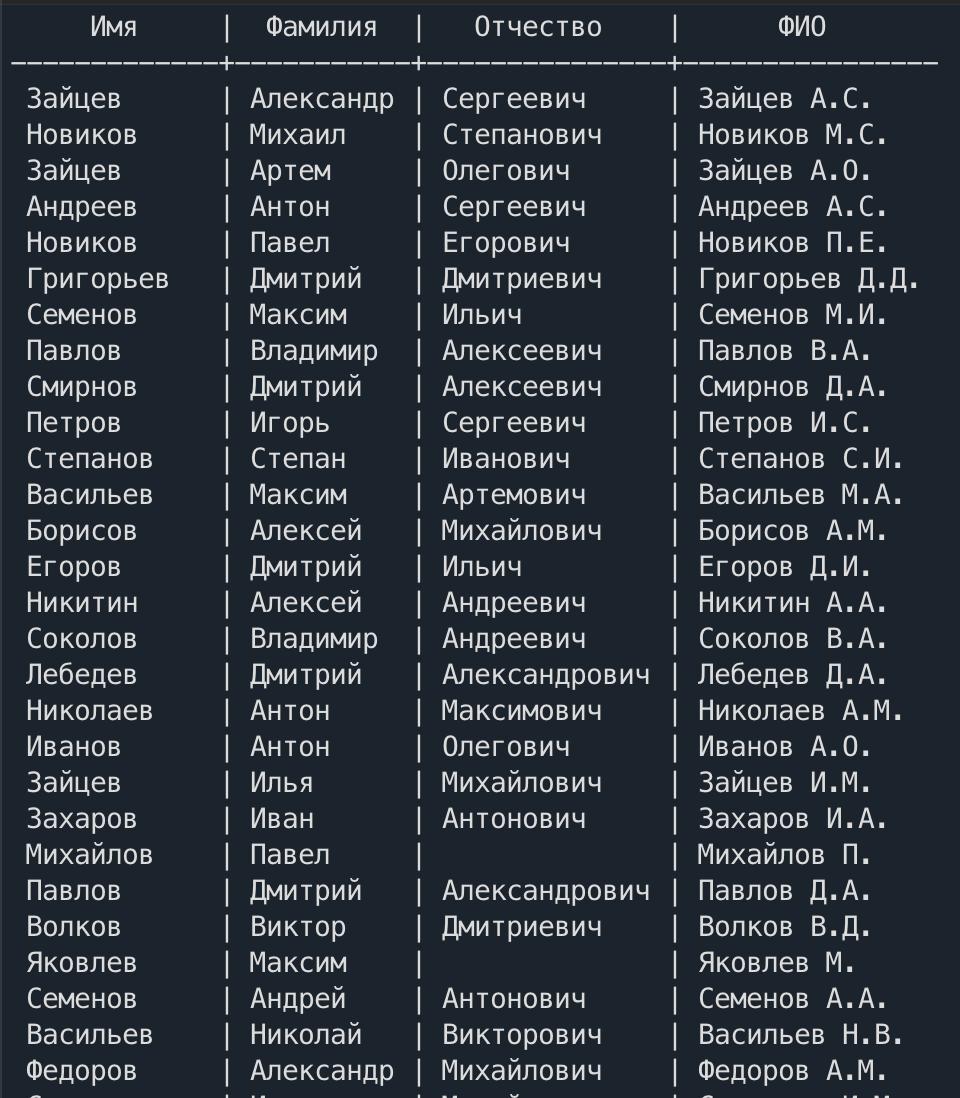 Имя | Фамилия | Отчество | ФИО
-------------+-----------+---------------+----------------
Зайцев | Александр | Сергеевич | Зайцев А.С.
Новиков | Михаил | Степанович | Новиков М.С.
Зайцев | Артем | Олегович | Зайцев А.О.
Андреев | Антон | Сергеевич | Андреев А.С.
Новиков | Павел | Егорович | Новиков П.Е.
Григорьев | Дмитрий | Дмитриевич | Григорьев Д.Д.
Семенов | Максим | Ильич | Семенов М.И.
Павлов | Владимир | Алексеевич | Павлов В.А.
Смирнов | Дмитрий | Алексеевич | Смирнов Д.А.
Петров | Игорь | Сергеевич | Петров И.С.
Степанов | Степан | Иванович | Степанов С.И.
Васильев | Максим | Артемович | Васильев М.А.
Борисов | Алексей | Михайлович | Борисов А.М.
Егоров | Дмитрий | Ильич | Егоров Д.И.
Никитин | Алексей | Андреевич | Никитин А.А.
Соколов | Владимир | Андреевич | Соколов В.А.
Лебедев | Дмитрий | Александрович | Лебедев Д.А.
Николаев | Антон | Максимович | Николаев А.М.
Иванов | Антон | Олегович | Иванов А.О.
Зайцев | Илья | Михайлович | Зайцев И.М.
Захаров | Иван | Антонович | Захаров И.А.
Михайлов | Павел | | Михайлов П.
Павлов | Дмитрий | Александрович | Павлов Д.А.
Волков | Виктор | Дмитриевич | Волков В.Д.
Яковлев | Максим | | Яковлев М.
Семенов | Андрей | Антонович | Семенов А.А.
Васильев | Николай | Викторович | Васильев Н.В.
Федоров | Александр | Михайлович | Федоров А.М.